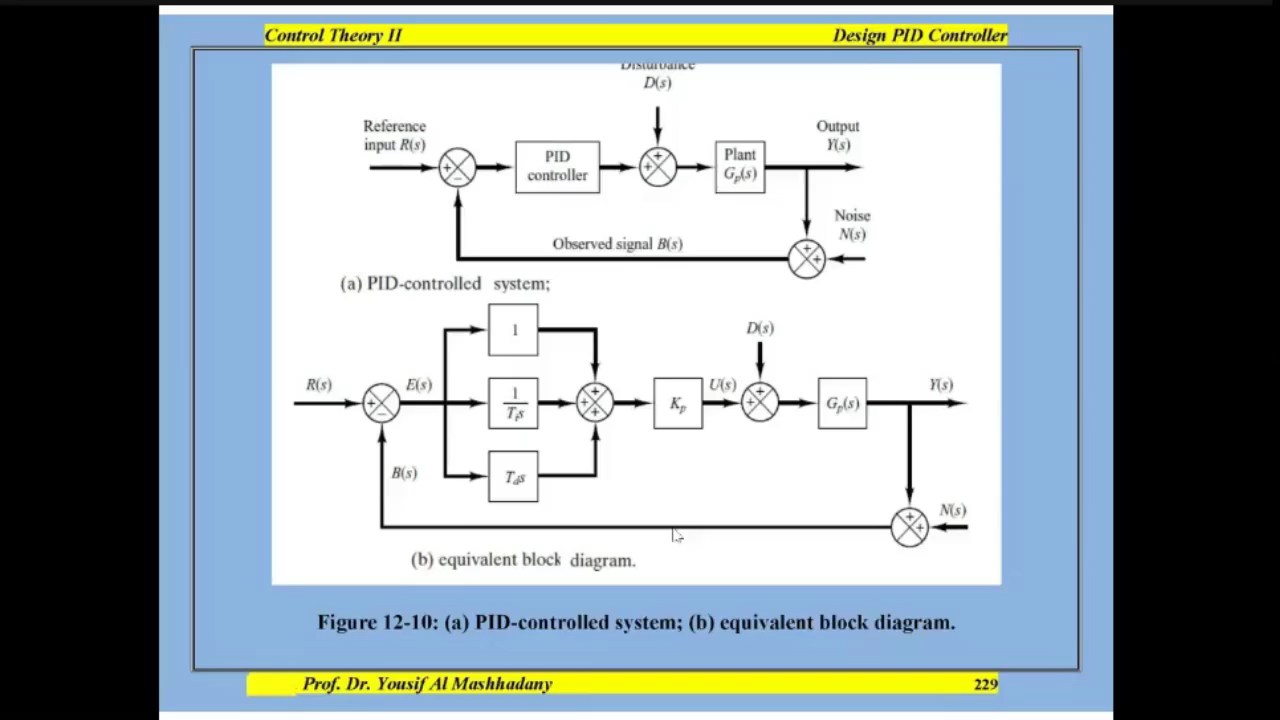 Control Theory II
Design PID Controller
Disturbance
D(s)
Reference
input R(s)
Output
Y(s)
PID
controller
Plant
Gp(s)
+
−
+
+
Noise
N(s)
Observed signal B(s)
+
+
(a) PID-controlled system;
1
D(s)
R(s)
E(s)
U(s)
Y(s)
+
−
1
Tis
+
+
+
Kp
+
+
Gp(s)
B(s)
Tds
N(s)
+
+
(b) equivalent block diagram.
Figure 12-10: (a) PID-controlled system; (b) equivalent block diagram.
Prof. Dr. Yousif Al Mashhadany
229